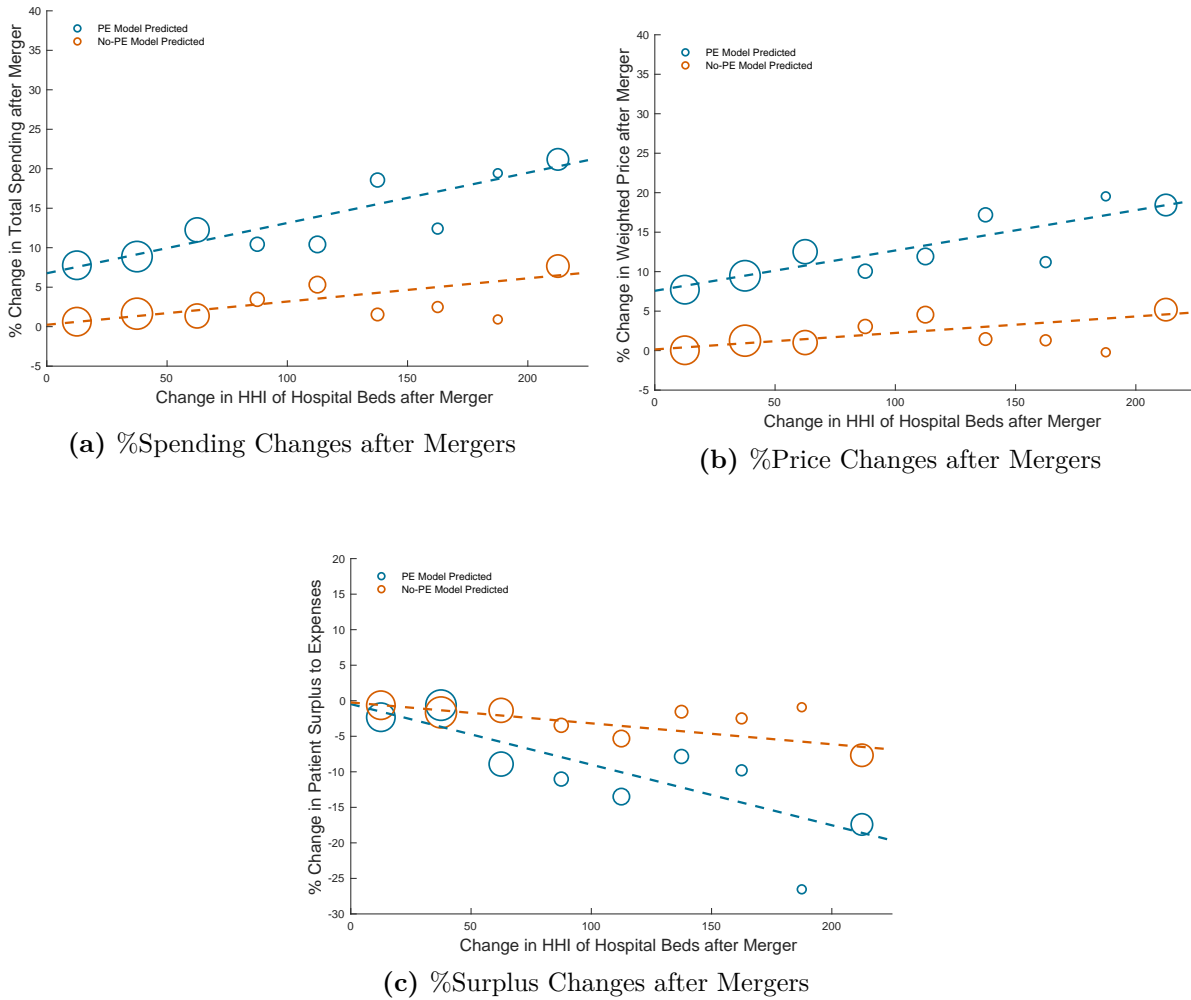 % Change in Total Spending after Merger
40
35
30
25
20
15
10
5
0
-5
PE Model Predicted
No-PE Model Predicted
0 50 100 150 200
Change in HHI of Hospital Beds after Merger
(a) %Spending Changes after Mergers
% Change in Weighted Price after Merger
40
35
30
25
20
15
10
5
0
-5
PE Model Predicted
No-PE Model Predicted
0 50 100 150 200
Change in HHI of Hospital Beds after Merger
(b) %Price Changes after Mergers
% Change in Patient Surplus to Expenses
20
15
10
5
0
-5
-10
-15
-20
-25
-30
PE Model Predicted
No-PE Model Predicted
0 50 100 150 200
Change in HHI of Hospital Beds after Merger
(c) %Surplus Changes after Mergers